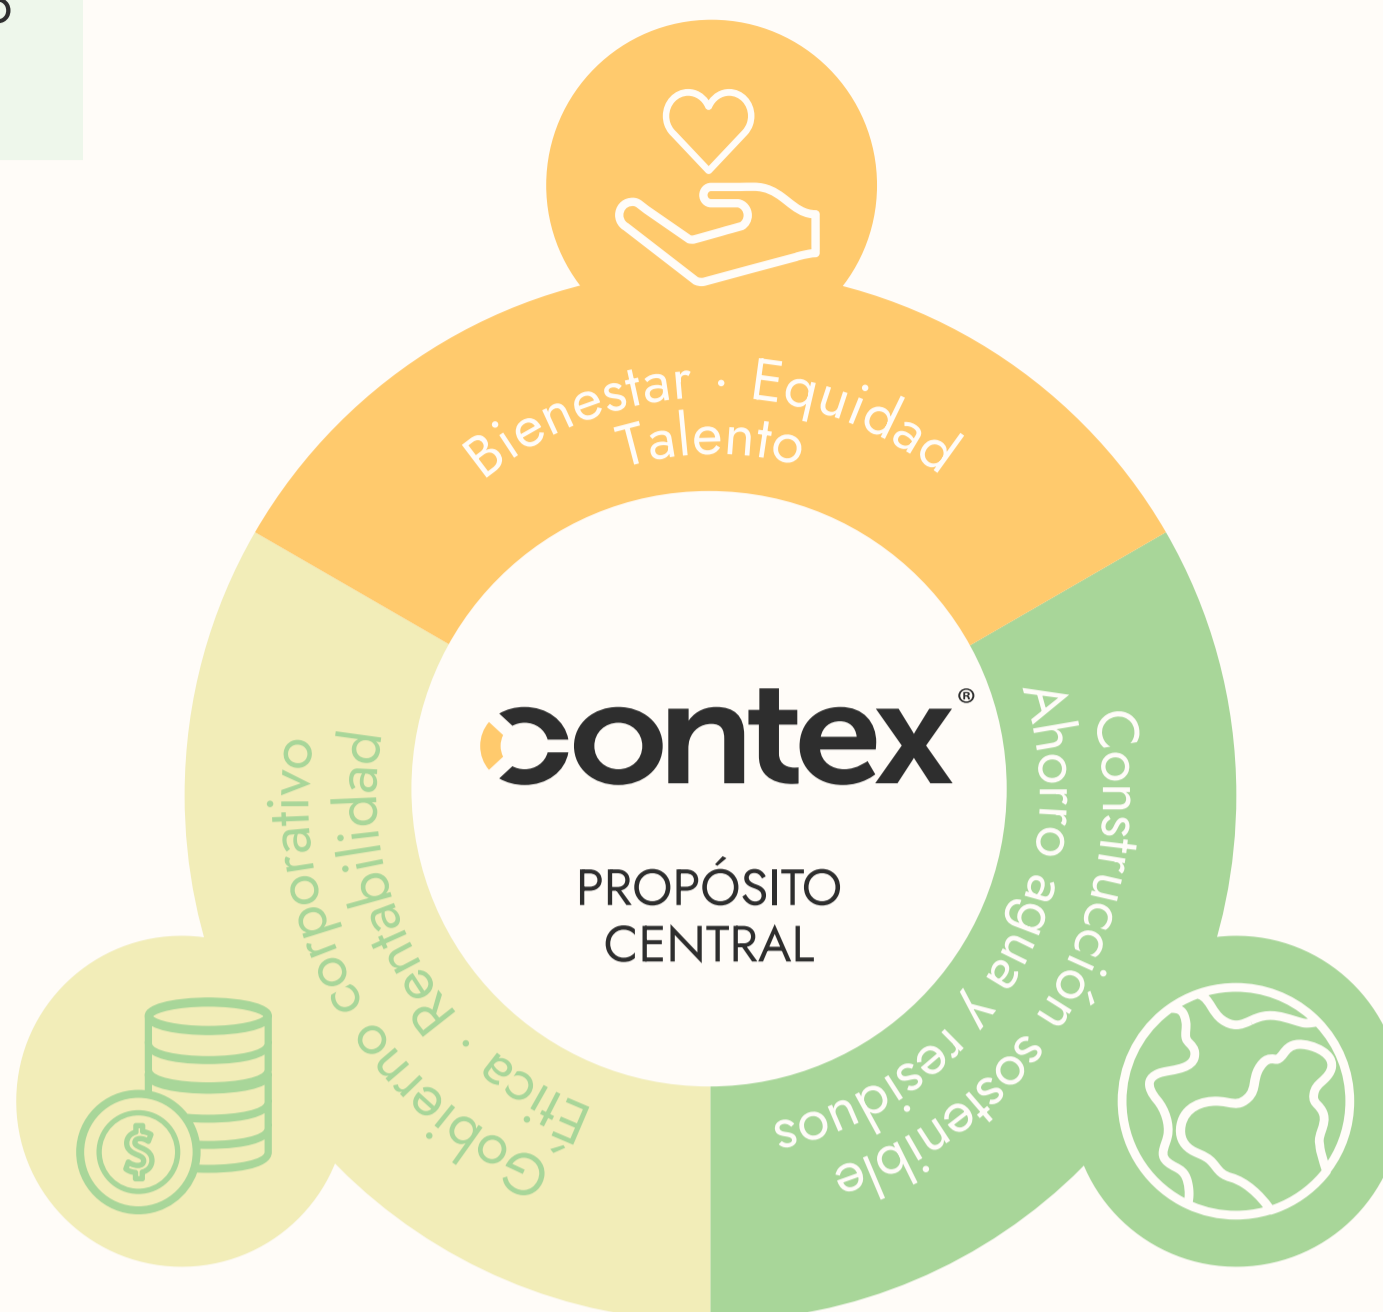 Bienestar · Equidad
Talento
contex®
PROPÓSITO
CENTRAL
Construcción sostenible
Ahorro agua y residuos
Gobierno corporativo
Ética · Rentabilidad
$